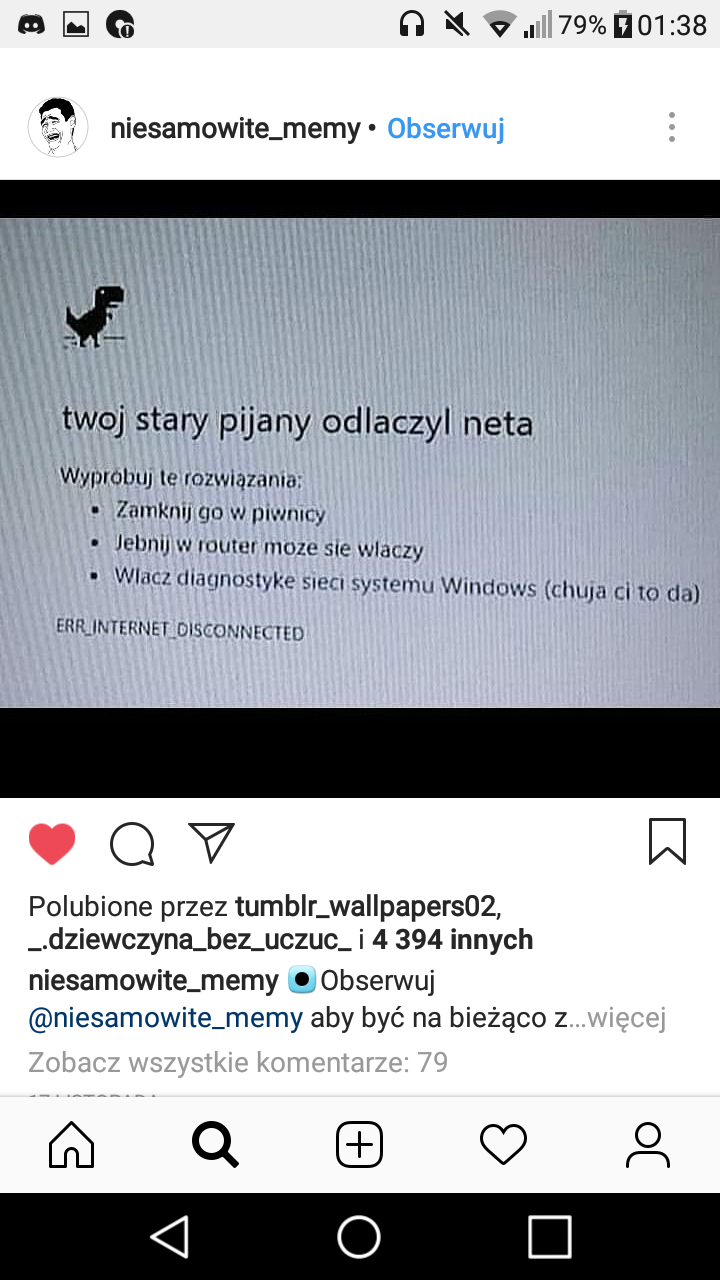 79% 01:38
niesamowite_memy • Obserwuj
twoj stary pijany odlaczyl neta
Wypróbuj te rozwiązania:
• Zamknij go w piwnicy
• Jebnij w router moze sie wlaczy
• Wlacz diagnostyke sieci systemu Windows (chuja ci to da)
ERR_INTERNET_DISCONNECTED
Polubione przez tumblr_wallpapers02,
_.dziewczyna_bez_uczuc_ i 4 394 innych
niesamowite_memy Obserwuj
@niesamowite_memy aby być na bieżąco z...więcej
Zobacz wszystkie komentarze: 79
17 LISTOPADA